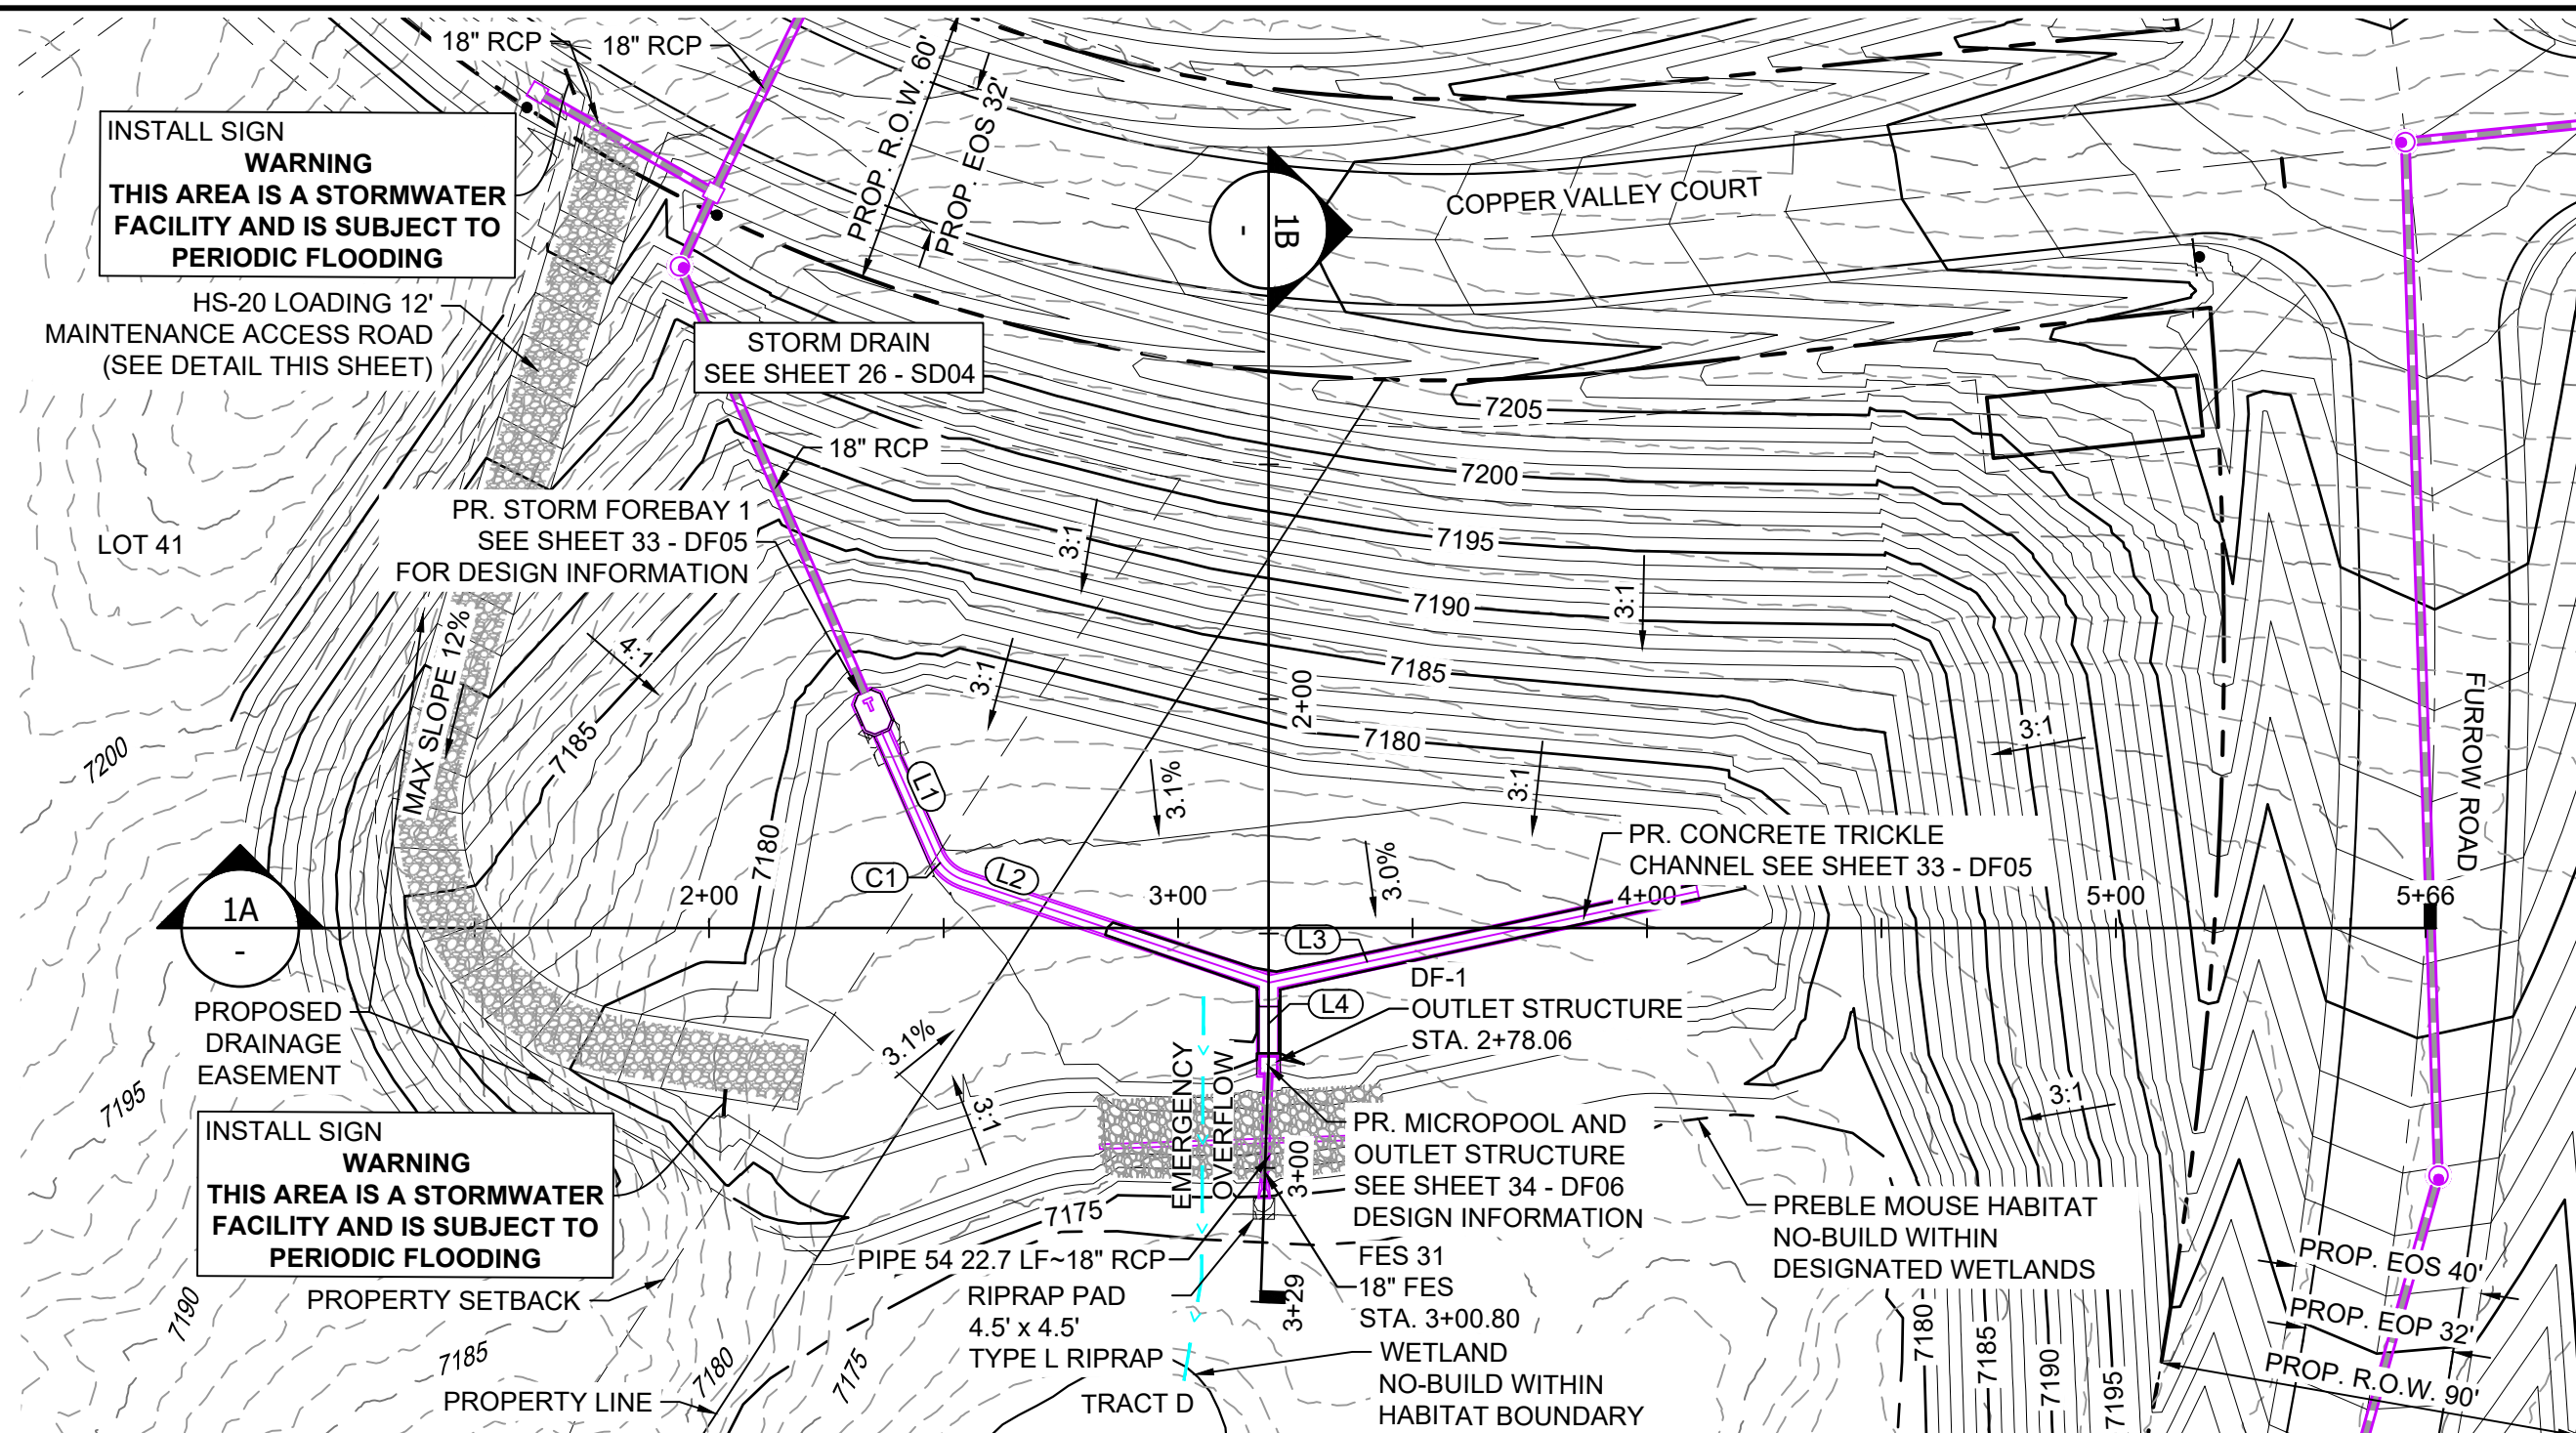 18" RCP
18" RCP
PROP. R.O.W. 60'
PROP. EOS 32'
INSTALL SIGN
WARNING
THIS AREA IS A STORMWATER
FACILITY AND IS SUBJECT TO
PERIODIC FLOODING
1B
-
COPPER VALLEY COURT
HS-20 LOADING 12'
MAINTENANCE ACCESS ROAD
(SEE DETAIL THIS SHEET)
STORM DRAIN
SEE SHEET 26 - SD04
7205
18" RCP
7200
PR. STORM FOREBAY 1
SEE SHEET 33 - DF05
FOR DESIGN INFORMATION
LOT 41
7195
3:1
7190
3:1
MAX SLOPE 12%
4:1
3:1
7185
2+00
FURROW ROAD
7185
7180
3:1
7200
L1
3.1%
3:1
7180
PR. CONCRETE TRICKLE
CHANNEL SEE SHEET 33 - DF05
C1
L2
3.0%
1A
-
2+00
3+00
4+00
5+00
5+66
L3
DF-1
OUTLET STRUCTURE
STA. 2+78.06
L4
PROPOSED
DRAINAGE
EASEMENT
3.1%
3:1
EMERGENCY
OVERFLOW
7195
3:1
INSTALL SIGN
WARNING
THIS AREA IS A STORMWATER
FACILITY AND IS SUBJECT TO
PERIODIC FLOODING
PR. MICROPOOL AND
OUTLET STRUCTURE
SEE SHEET 34 - DF06
DESIGN INFORMATION
3+00
7175
PREBLE MOUSE HABITAT
NO-BUILD WITHIN
DESIGNATED WETLANDS
PIPE 54 22.7 LF~18" RCP
FES 31
18" FES
STA. 3+00.80
PROP. EOS 40'
PROPERTY SETBACK
RIPRAP PAD
4.5' x 4.5'
TYPE L RIPRAP
3+29
7190
PROP. EOP 32'
7185
7180
7175
WETLAND
NO-BUILD WITHIN
HABITAT BOUNDARY
7180
7185
7190
7195
PROP. R.O.W. 90'
PROPERTY LINE
TRACT D